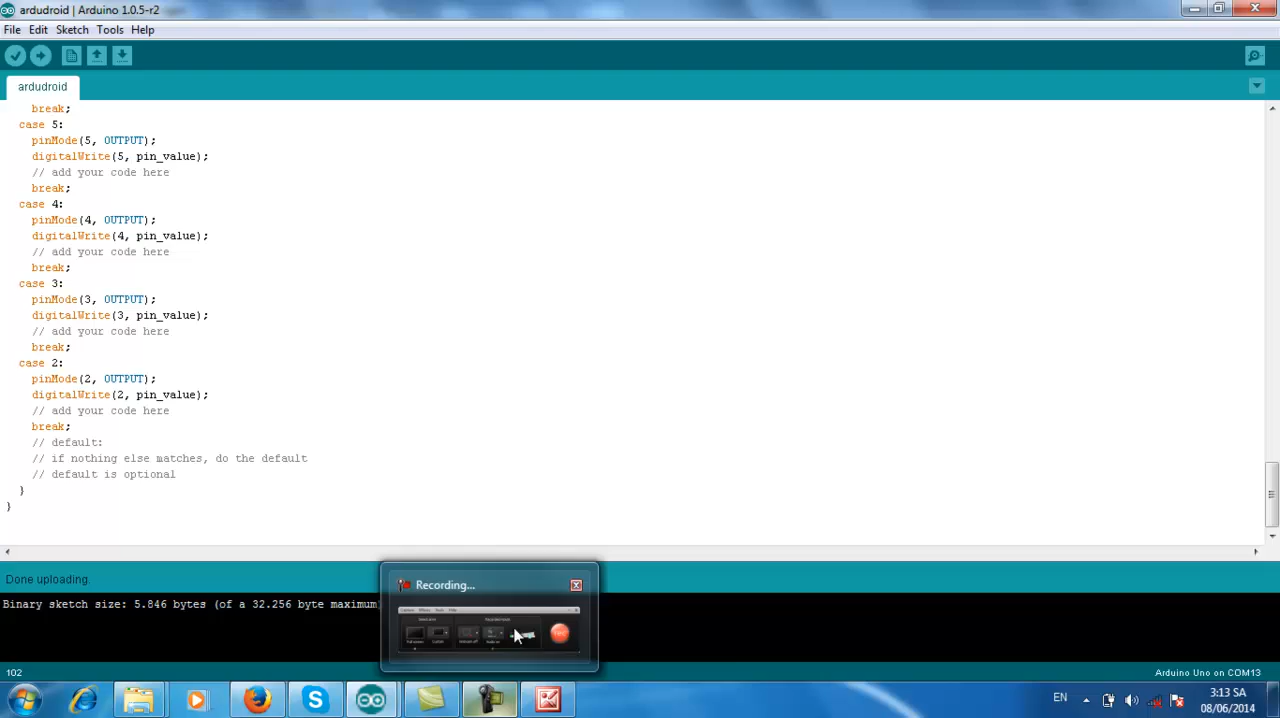 ardudroid | Arduino 1.0.5-r2
File Edit Sketch Tools Help
ardudroid
break;
case 5:
pinMode(5, OUTPUT);
digitalWrite(5, pin_value);
// add your code here
break;
case 4:
pinMode(4, OUTPUT);
digitalWrite(4, pin_value);
// add your code here
break;
case 3:
pinMode(3, OUTPUT);
digitalWrite(3, pin_value);
// add your code here
break;
case 2:
pinMode(2, OUTPUT);
digitalWrite(2, pin_value);
// add your code here
break;
// default:
// if nothing else matches, do the default
// default is optional
}
}
Done uploading.
Recording...
Binary sketch size: 5.846 bytes (of a 32.256 byte maximum)
102
Arduino Uno on COM13
EN
3:13 SA
08/06/2014